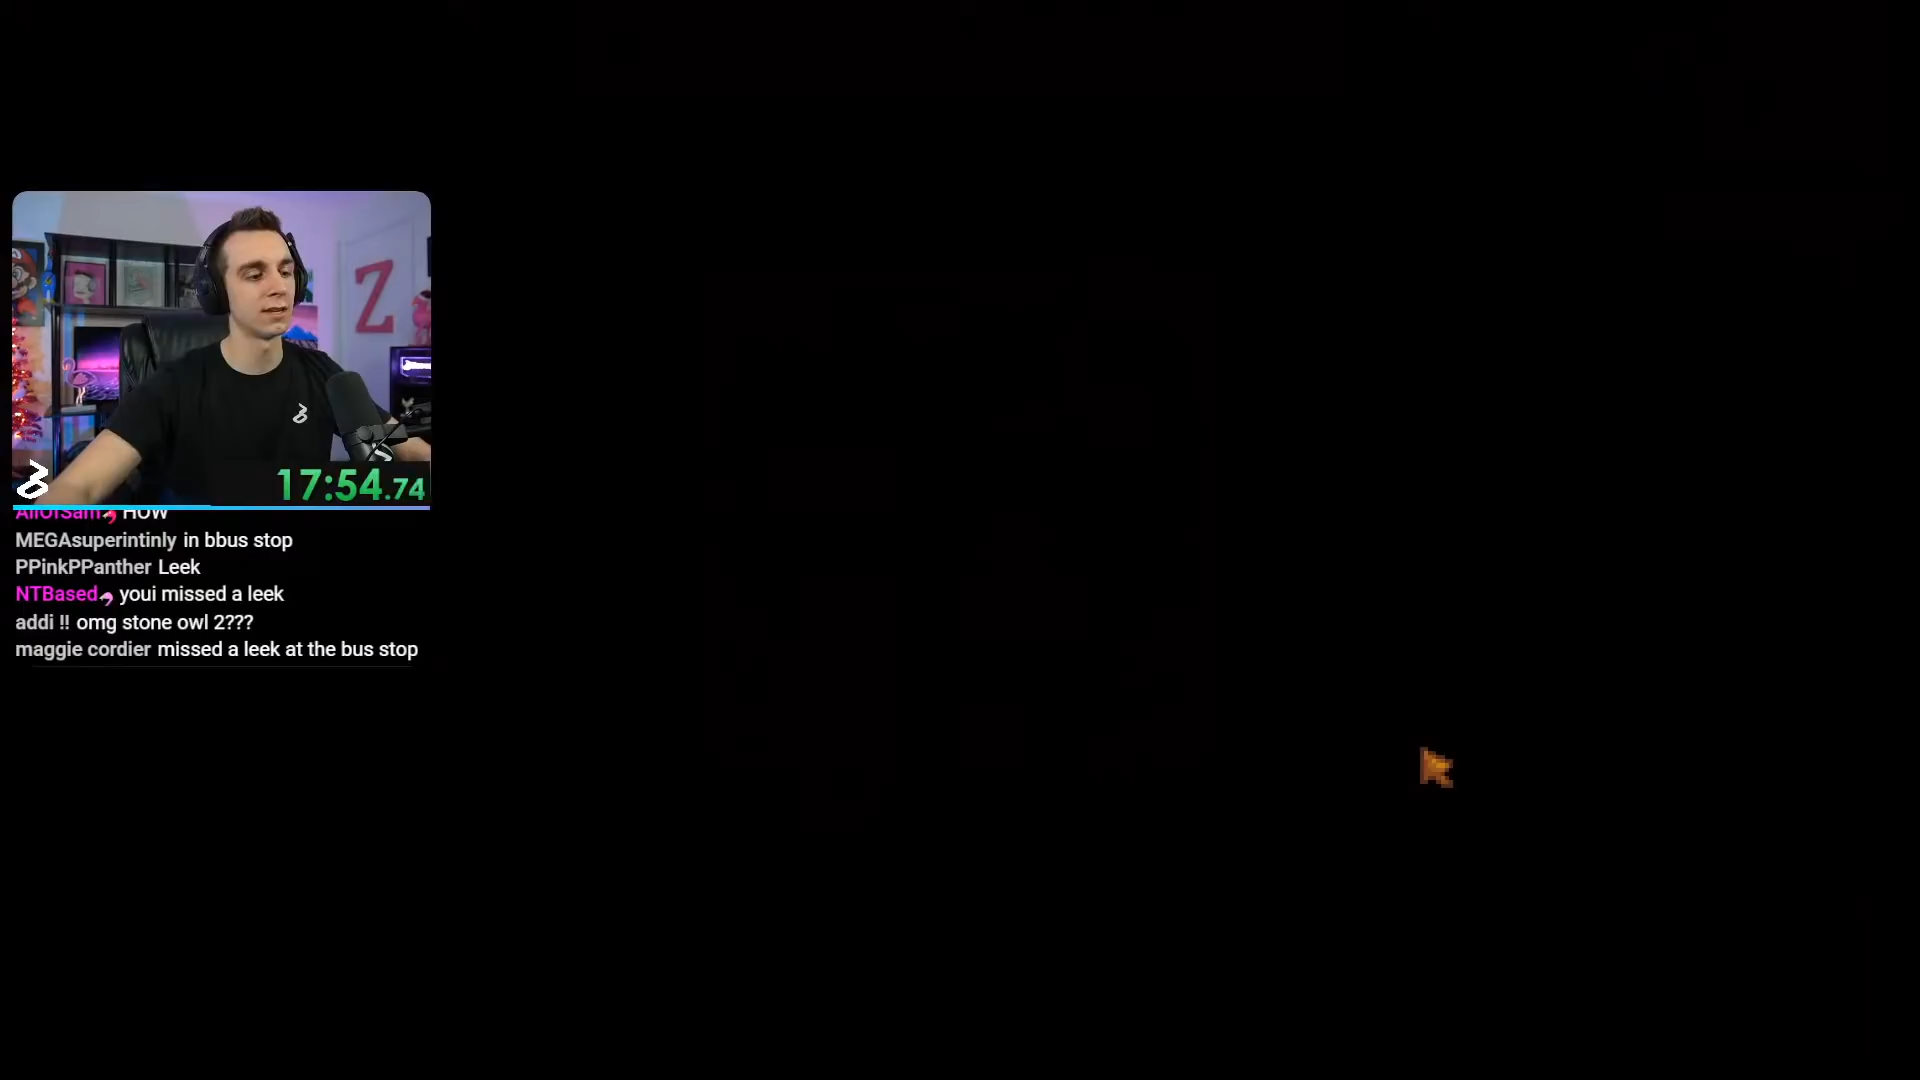 Z
17:54.74
AllOfSam HOW
MEGAsuperintinly in bbus stop
PPinkPPanther Leek
NTBased youi missed a leek
addi !! omg stone owl 2???
maggie cordier missed a leek at the bus stop